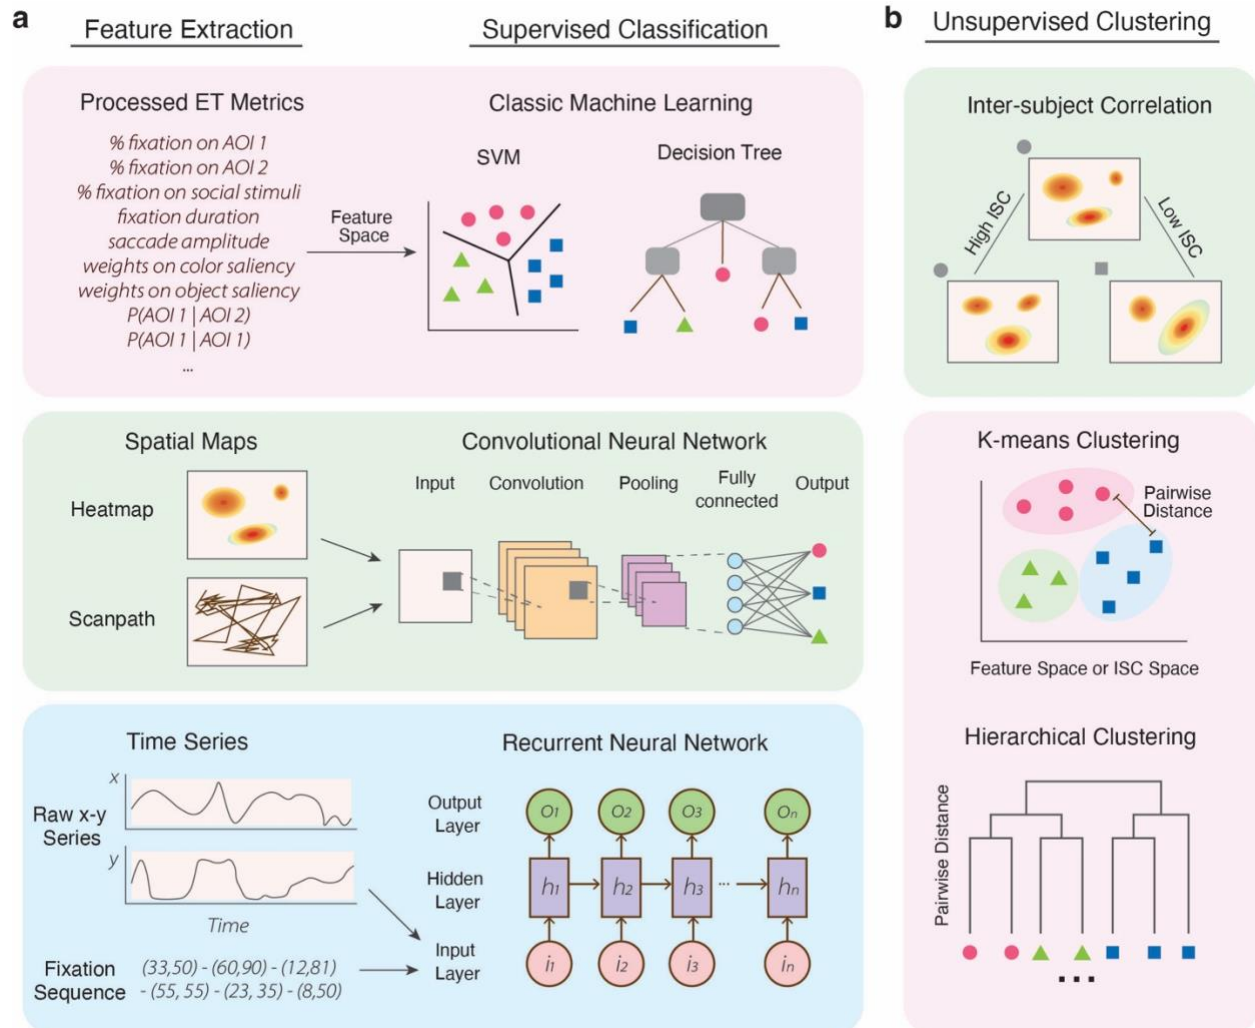 a
Feature Extraction
Supervised Classification
Processed ET Metrics
% fixation on AOI 1
% fixation on AOI 2
% fixation on social stimuli
fixation duration
saccade amplitude
weights on color saliency
weights on object saliency
P(AOI 1 | AOI 2)
P(AOI 1 | AOI 1)
...
Feature
Space
Classic Machine Learning
SVM
Decision Tree
Spatial Maps
Heatmap
Scanpath
Convolutional Neural Network
Input
Convolution
Pooling
Fully
connected
Output
Time Series
Raw x-y
Series
x
y
Time
Fixation
Sequence
(33,50) - (60,90) - (12,81)
- (55, 55) - (23, 35) - (8,50)
Recurrent Neural Network
Output
Layer
O1 O2 O3 On
Hidden
Layer
h1 h2 h3 ... hn
Input
Layer
i1 i2 i3 in
b
Unsupervised Clustering
Inter-subject Correlation
High ISC
Low ISC
K-means Clustering
Pairwise
Distance
Feature Space or ISC Space
Hierarchical Clustering
Pairwise Distance
...